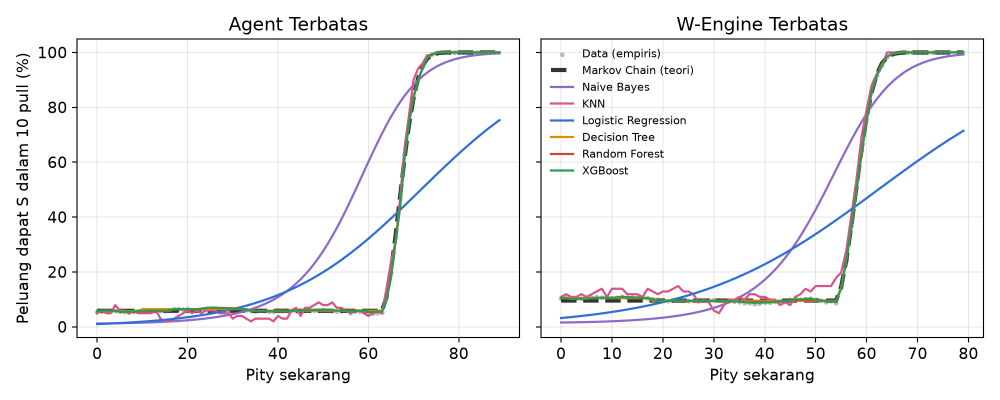 Agent Terbatas
Peluang dapat S dalam 10 pull (%)
100
80
60
40
20
0
0 20 40 60 80
Pity sekarang
W-Engine Terbatas
Data (empiris)
Markov Chain (teori)
Naive Bayes
KNN
Logistic Regression
Decision Tree
Random Forest
XGBoost
0 10 20 30 40 50 60 70 80
Pity sekarang